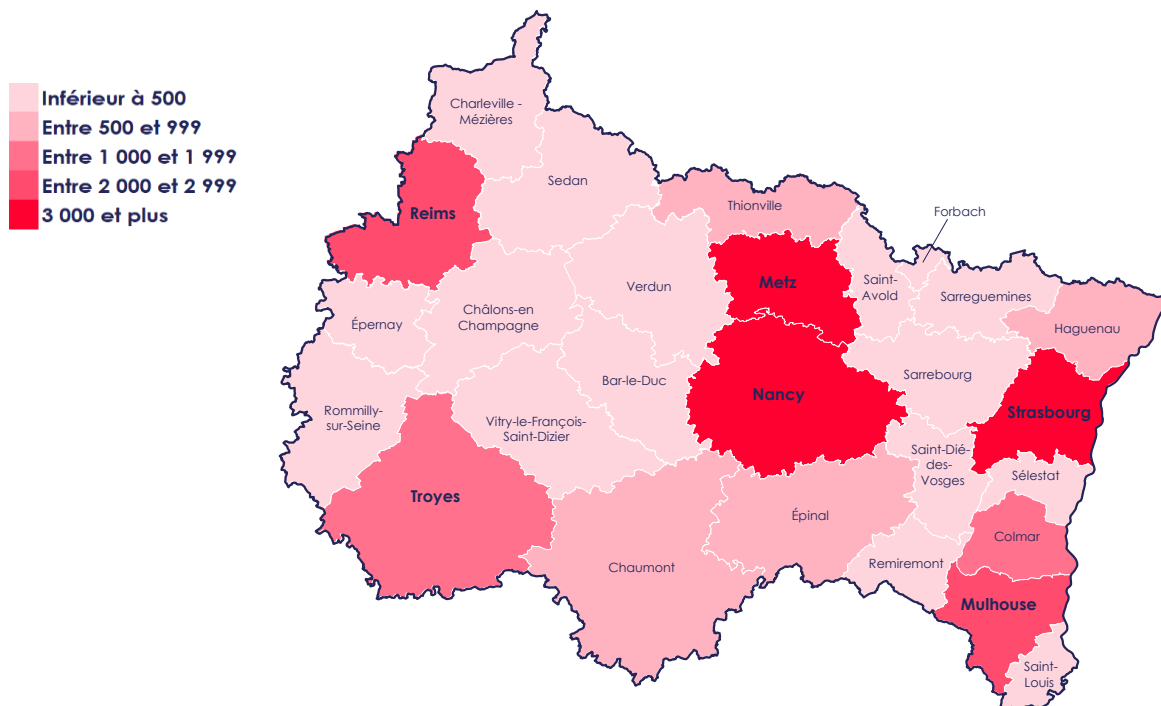 Inférieur à 500
Entre 500 et 999
Entre 1 000 et 1 999
Entre 2 000 et 2 999
3 000 et plus
Charleville -
Mézières
Sedan
Reims
Thionville
Forbach
Metz
Saint-
Avold
Sarreguemines
Verdun
Haguenau
Épernay
Châlons-en
Champagne
Bar-le-Duc
Nancy
Sarrebourg
Strasbourg
Rommilly-
sur-Seine
Vitry-le-François-
Saint-Dizier
Saint-Dié-
des-
Vosges
Sélestat
Troyes
Épinal
Colmar
Chaumont
Remiremont
Mulhouse
Saint-
Louis